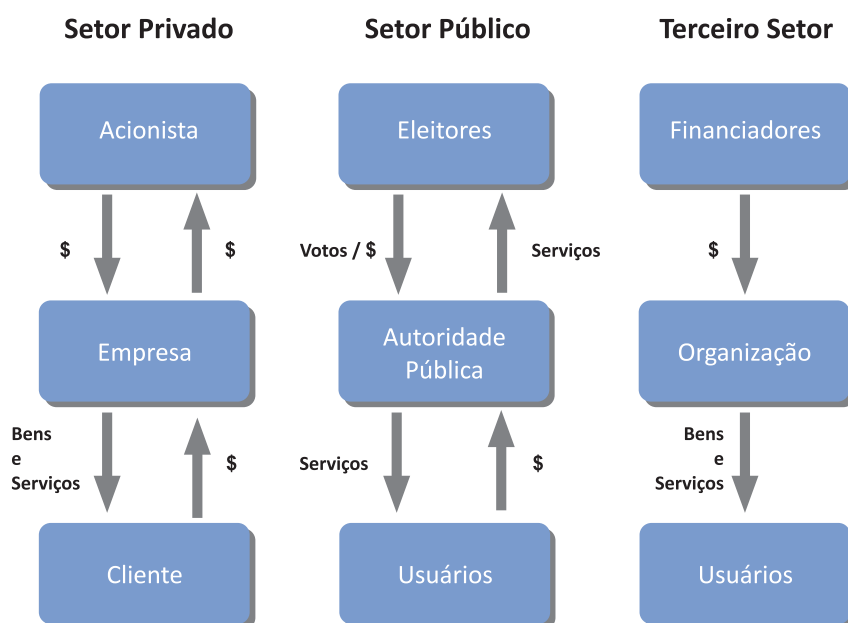 Setor Privado
Setor Público
Terceiro Setor
Acionista
Eleitores
Financiadores
$
$
Votos / $
Serviços
$
Empresa
Autoridade
Pública
Organização
Bens
e
Serviços
$
Serviços
$
Bens
e
Serviços
Cliente
Usuários
Usuários